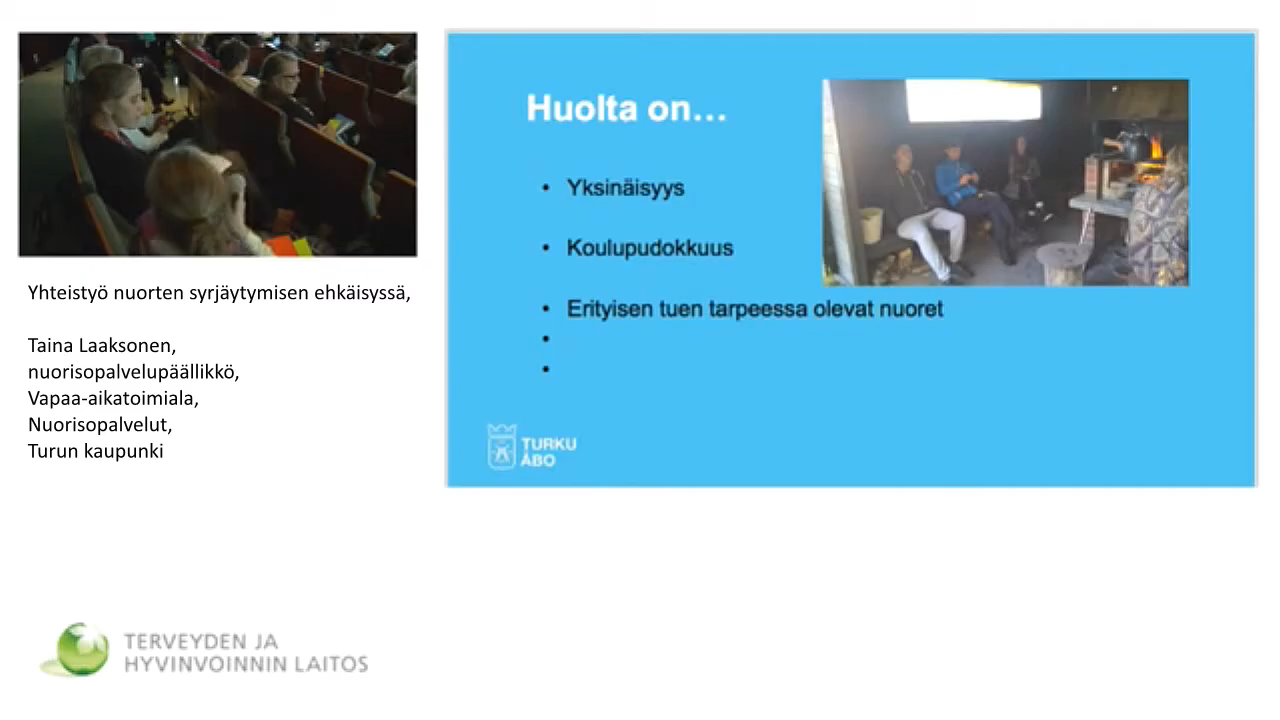 Yhteistyö nuorten syrjäytymisen ehkäisyssä,
Taina Laaksonen,
nuorisopalvelupäällikkö,
Vapaa-aikatoimiala,
Nuorisopalvelut,
Turun kaupunki
Huolta on...
• Yksinäisyys
• Koulupudokkuus
• Erityisen tuen tarpeessa olevat nuoret
•
•
TURKU
ÅBO
TERVEYDEN JA
HYVINVOINNIN LAITOS